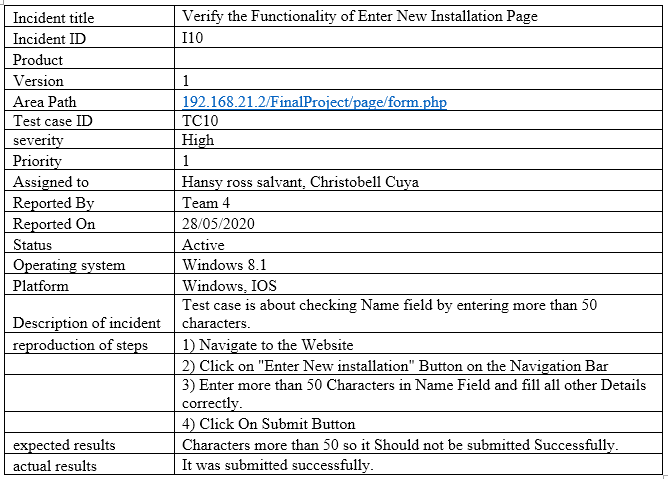 Incident title Verify the Functionality of Enter New Installation Page
Incident ID I10
Product
Version 1
Area Path 192.168.21.2/FinalProject/page/form.php
Test case ID TC10
severity High
Priority 1
Assigned to Hansy ross salvant, Christobell Cuya
Reported By Team 4
Reported On 28/05/2020
Status Active
Operating system Windows 8.1
Platform Windows, IOS
Description of incident Test case is about checking Name field by entering more than 50
characters.
reproduction of steps 1) Navigate to the Website
2) Click on "Enter New installation" Button on the Navigation Bar
3) Enter more than 50 Characters in Name Field and fill all other Details
correctly.
4) Click On Submit Button
expected results Characters more than 50 so it Should not be submitted Successfully.
actual results It was submitted successfully.